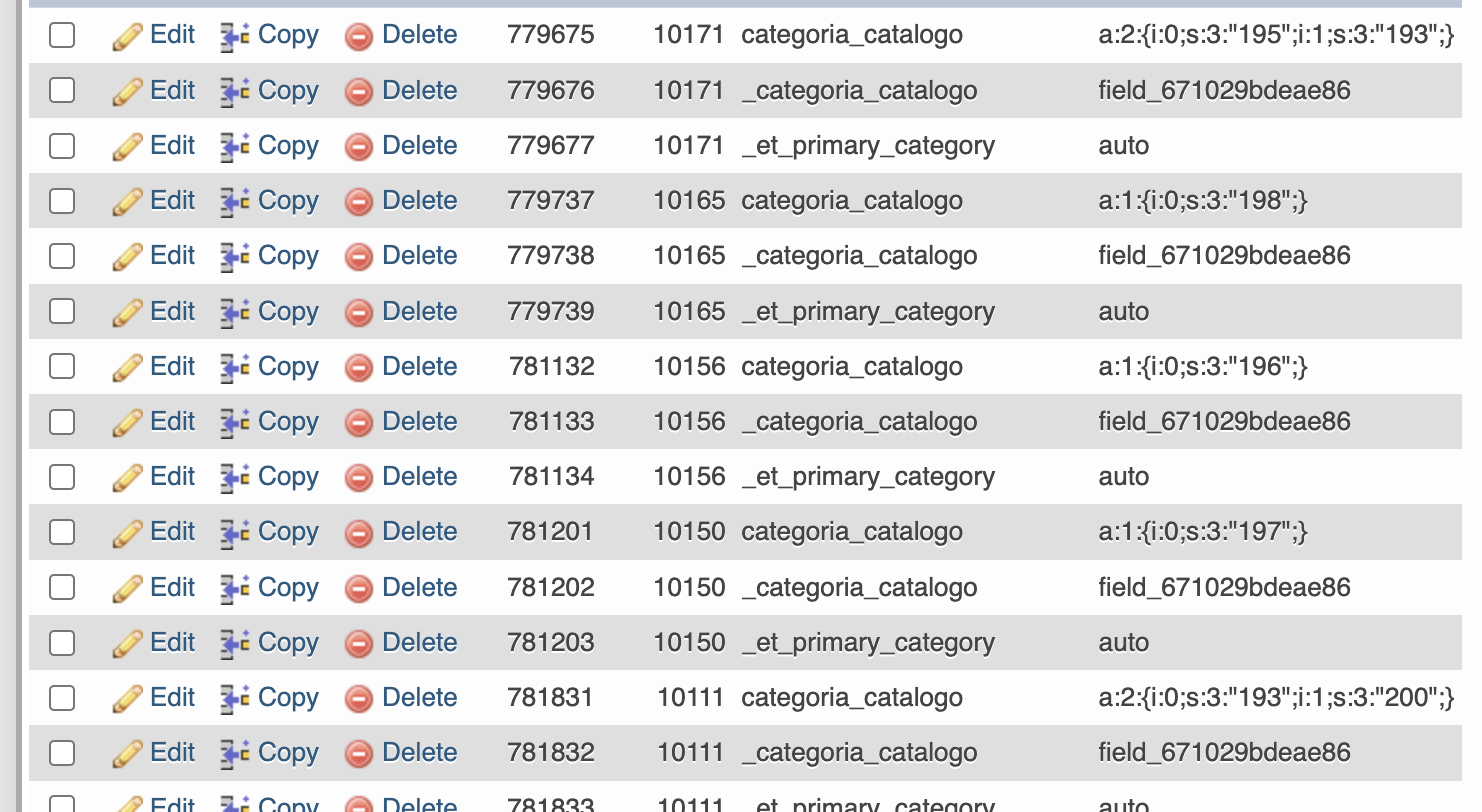 Edit Copy Delete 779675 10171 categoria_catalogo a:2:{i:0;s:3:"195";i:1;s:3:"193";}
Edit Copy Delete 779676 10171 _categoria_catalogo field_671029bdeae86
Edit Copy Delete 779677 10171 _et_primary_category auto
Edit Copy Delete 779737 10165 categoria_catalogo a:1:{i:0;s:3:"198";}
Edit Copy Delete 779738 10165 _categoria_catalogo field_671029bdeae86
Edit Copy Delete 779739 10165 _et_primary_category auto
Edit Copy Delete 781132 10156 categoria_catalogo a:1:{i:0;s:3:"196";}
Edit Copy Delete 781133 10156 _categoria_catalogo field_671029bdeae86
Edit Copy Delete 781134 10156 _et_primary_category auto
Edit Copy Delete 781201 10150 categoria_catalogo a:1:{i:0;s:3:"197";}
Edit Copy Delete 781202 10150 _categoria_catalogo field_671029bdeae86
Edit Copy Delete 781203 10150 _et_primary_category auto
Edit Copy Delete 781831 10111 categoria_catalogo a:2:{i:0;s:3:"193";i:1;s:3:"200";}
Edit Copy Delete 781832 10111 _categoria_catalogo field_671029bdeae86
Edit Copy Delete 781833 10111 _et_primary_category auto